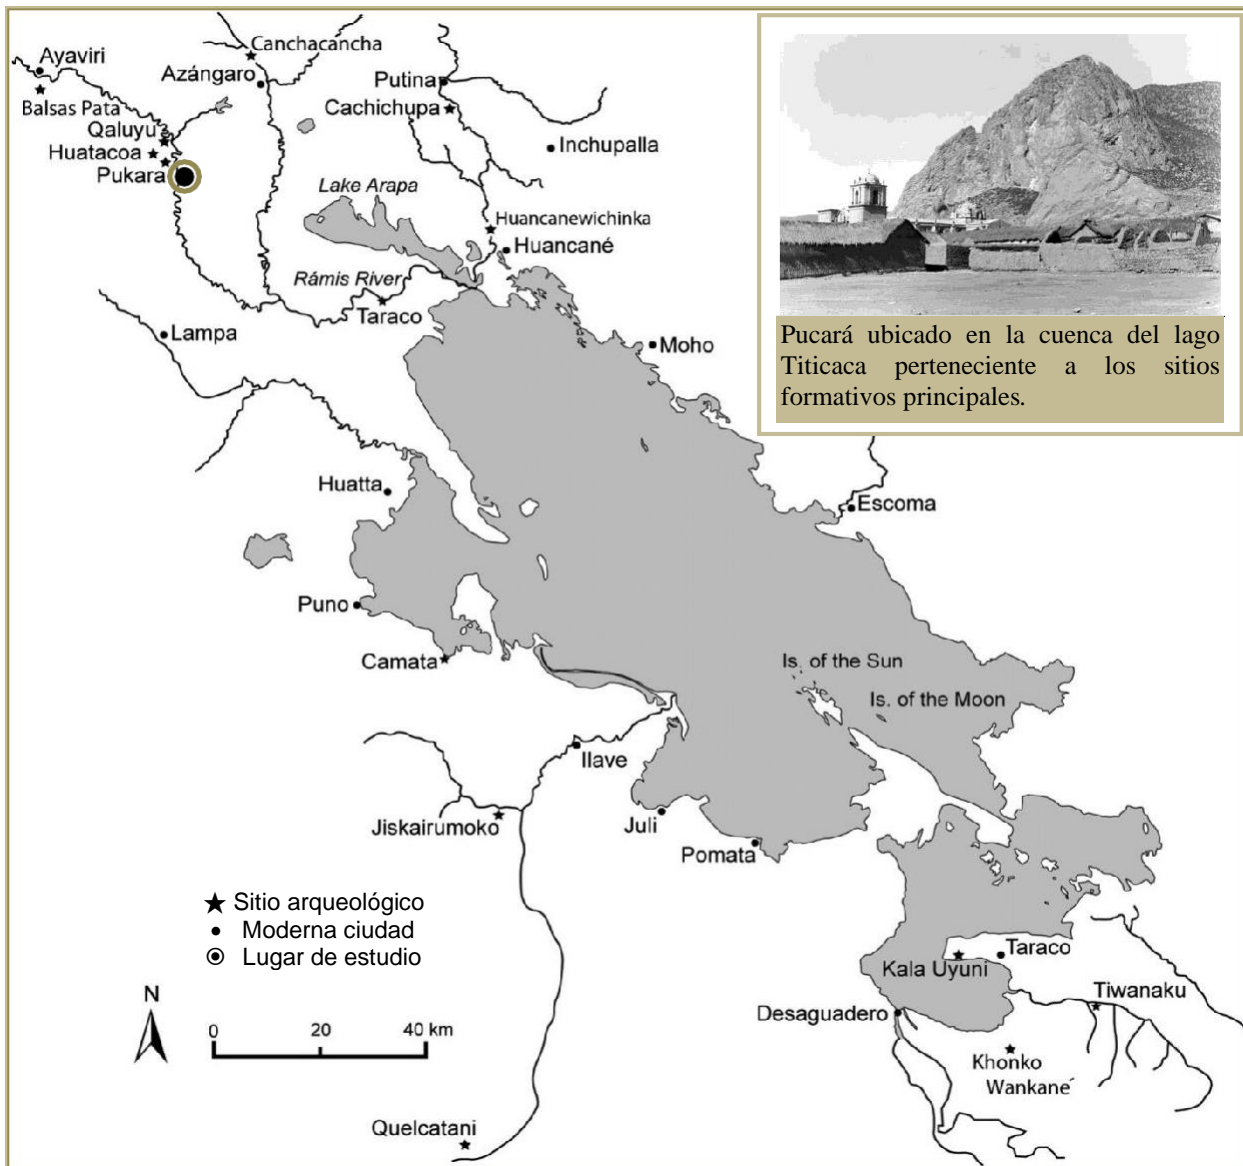 Canchacancha
Ayaviri
Azángaro
Putina
Balsas Pata
Cachichupa
Qaluyu
Huatacoa
Inchupalla
Pukara
Lake Arapa
Huancanewichinka
Huancané
Rámis River
Taraco
Lampa
Moho
Pucará ubicado en la cuenca del lago
Titicaca perteneciente a los sitios
formativos principales.
Huatta
Escoma
Puno
Camata
Is. of the Sun
Is. of the Moon
Ilave
Jiskairumoko
Juli
Pomata
Sitio arqueológico
Moderna ciudad
Lugar de estudio
Kala Uyuni
Taraco
Tiwanaku
Desaguadero
N
0 20 40 km
Khonko
Wankané
Quelcatani